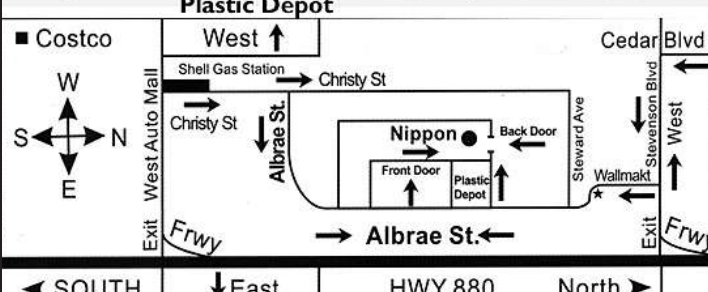 Plastic Depot
Costco
West
Cedar Blvd
Shell Gas Station
Christy St
W
S N
E
Christy St
West Auto Mall
Albrae St.
Nippon
Back Door
Front Door
Plastic
Depot
Steward Ave
Stevenson Blvd
West
Wallmakt
Exit
Frwy
Albrae St.
Exit
Frwy
SOUTH
East
HWY 880
North